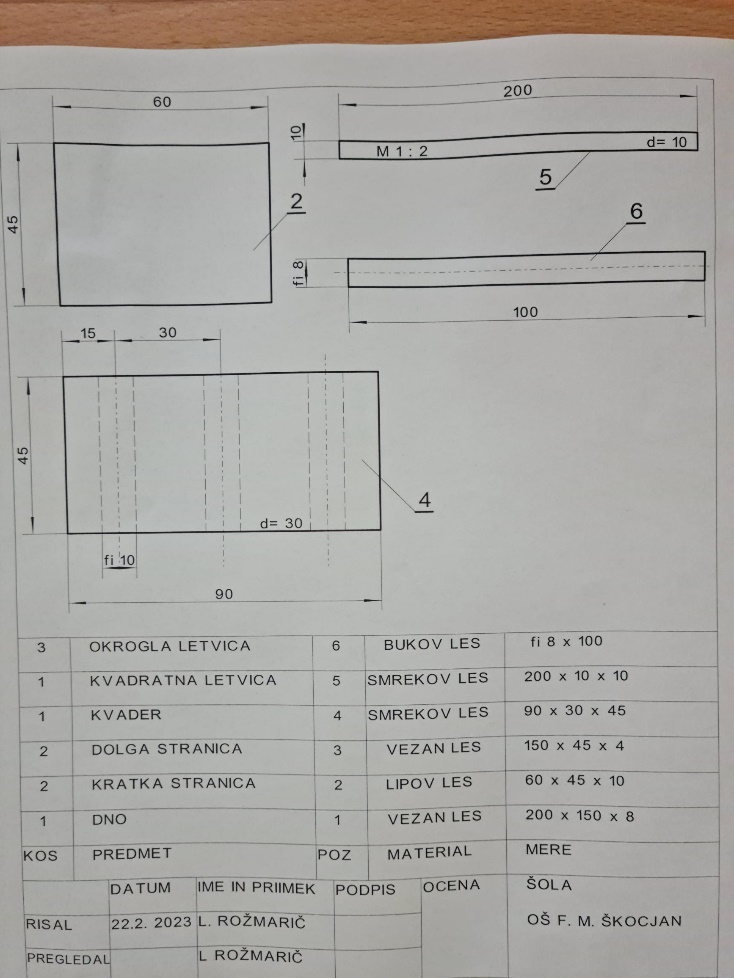 60
200
10
M 1 : 2
d= 10
5
45
2
6
fi 8
100
15
30
45
4
d= 30
fi 10
90
3 OKROGLA LETVICA 6 BUKOV LES fi 8 x 100
1 KVADRATNA LETVICA 5 SMREKOV LES 200 x 10 x 10
1 KVADER 4 SMREKOV LES 90 x 30 x 45
2 DOLGA STRANICA 3 VEZAN LES 150 x 45 x 4
2 KRATKA STRANICA 2 LIPOV LES 60 x 45 x 10
1 DNO 1 VEZAN LES 200 x 150 x 8
KOS PREDMET POZ MATERIAL MERE
DATUM IME IN PRIIMEK PODPIS OCENA ŠOLA
RISAL 22.2. 2023 L. ROŽMARIČ OŠ F. M. ŠKOCJAN
PREGLEDAL L ROŽMARIČ